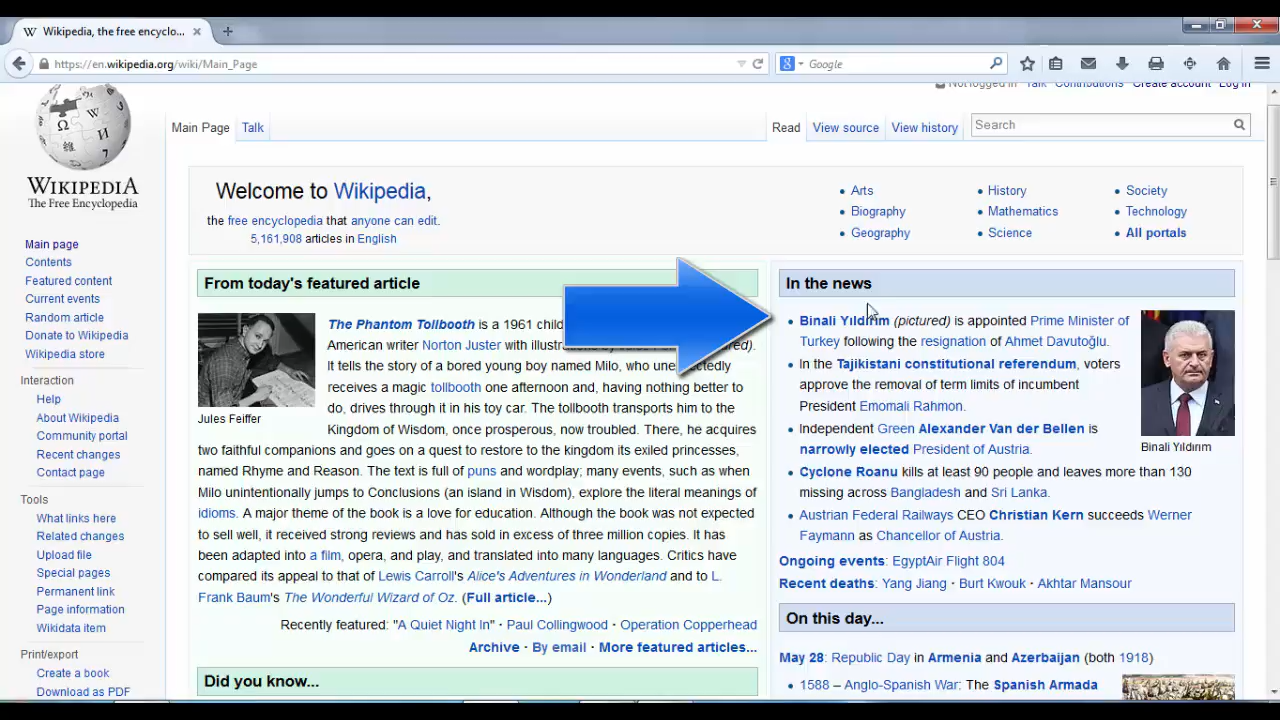 Wikipedia, the free encyclo...
https://en.wikipedia.org/wiki/Main_Page
Google
Not logged in Talk Contributions Create account Log in
Main Page Talk
Read View source View history Search
WIKIPEDIA
The Free Encyclopedia
Main page
Contents
Featured content
Current events
Random article
Donate to Wikipedia
Wikipedia store
Interaction
Help
About Wikipedia
Community portal
Recent changes
Contact page
Tools
What links here
Related changes
Upload file
Special pages
Permanent link
Page information
Wikidata item
Print/export
Create a book
Download as PDF
Welcome to Wikipedia,
the free encyclopedia that anyone can edit.
5,161,908 articles in English
Arts
Biography
Geography
History
Mathematics
Science
Society
Technology
All portals
From today's featured article
Jules Feiffer
The Phantom Tollbooth is a 1961
American writer Norton Juster with
It tells the story of a bored young boy named Milo, who
receives a magic tollbooth one afternoon and, having nothing better to
do, drives through it in his toy car. The tollbooth transports him to the
Kingdom of Wisdom, once prosperous, now troubled. There, he acquires
two faithful companions and goes on a quest to restore to the kingdom its exiled princesses,
named Rhyme and Reason. The text is full of puns and wordplay; many events, such as when
Milo unintentionally jumps to Conclusions (an island in Wisdom), explore the literal meanings of
idioms. A major theme of the book is a love for education. Although the book was not expected
to sell well, it received strong reviews and has sold in excess of three million copies. It has
been adapted into a film, opera, and play, and translated into many languages. Critics have
compared its appeal to that of Lewis Carroll's Alice's Adventures in Wonderland and to L.
Frank Baum's The Wonderful Wizard of Oz. (Full article...)
Recently featured: "A Quiet Night In" · Paul Collingwood · Operation Copperhead
Archive · By email · More featured articles...
Did you know...
In the news
Binali Yıldırım (pictured) is appointed Prime Minister of
Turkey following the resignation of Ahmet Davutoğlu.
In the Tajikistani constitutional referendum, voters
approve the removal of term limits of incumbent
President Emomali Rahmon.
Independent Green Alexander Van der Bellen is
narrowly elected President of Austria.
Binali Yıldırım
Cyclone Roanu kills at least 90 people and leaves more than 130
missing across Bangladesh and Sri Lanka.
Austrian Federal Railways CEO Christian Kern succeeds Werner
Faymann as Chancellor of Austria.
Ongoing events: EgyptAir Flight 804
Recent deaths: Yang Jiang · Burt Kwouk · Akhtar Mansour
On this day...
May 28: Republic Day in Armenia and Azerbaijan (both 1918)
1588 – Anglo-Spanish War: The Spanish Armada